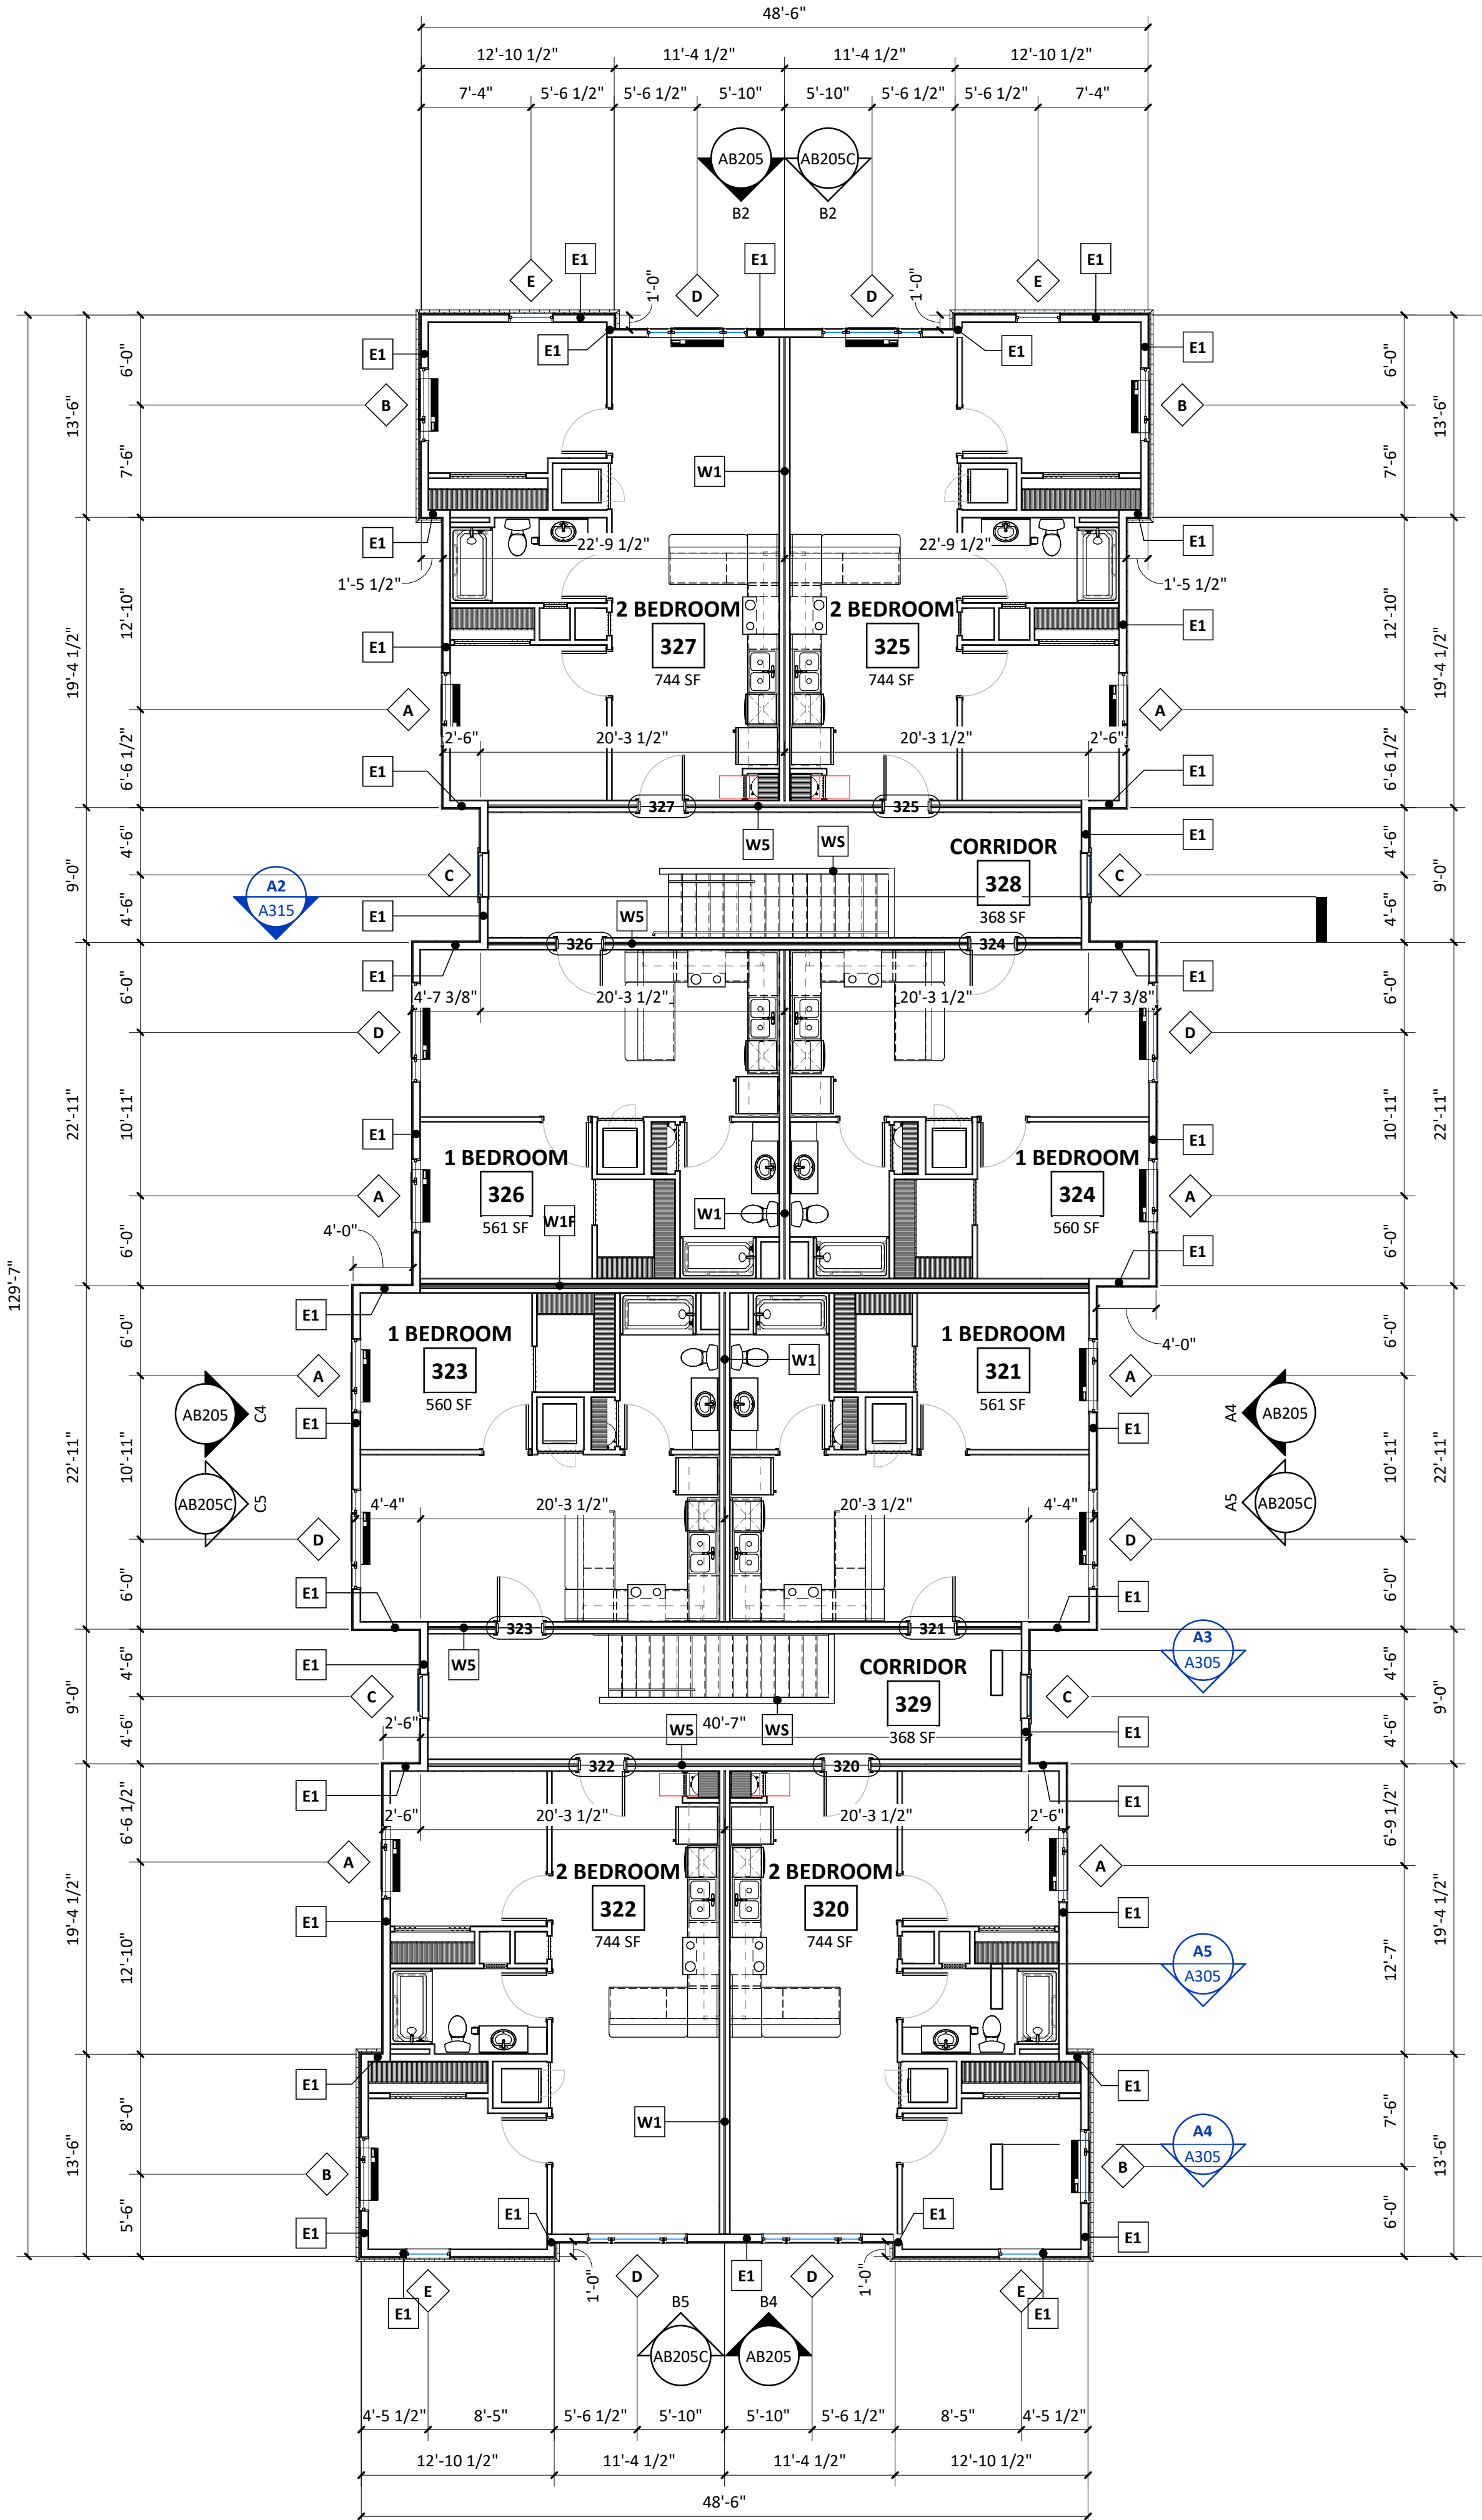 48'-6"
12'-10 1/2" 11'-4 1/2" 11'-4 1/2" 12'-10 1/2"
7'-4" 5'-6 1/2" 5'-6 1/2" 5'-10" 5'-10" 5'-6 1/2" 5'-6 1/2" 7'-4"
AB205 AB205C
B2 B2
E1 E1 E1
E D D E
1'-0" 1'-0"
E1 E1 E1 E1
6'-0" 6'-0"
B B
13'-6" 13'-6"
7'-6" W1 7'-6"
E1 22'-9 1/2" 22'-9 1/2" E1
1'-5 1/2" 1'-5 1/2"
12'-10" 2 BEDROOM 2 BEDROOM 12'-10"
E1 327 325 E1
19'-4 1/2" 744 SF 744 SF 19'-4 1/2"
A A
2'-6" 20'-3 1/2" 20'-3 1/2" 2'-6"
6'-6 1/2" E1 E1 6'-6 1/2"
327 325
4'-6" W5 WS CORRIDOR E1 4'-6"
9'-0" C 328 C 9'-0"
A2
A315
4'-6" E1 W5 368 SF 4'-6"
326 324
6'-0" E1 E1 6'-0"
4'-7 3/8" 20'-3 1/2" 20'-3 1/2" 4'-7 3/8"
D D
22'-11" 10'-11" E1 E1 10'-11" 22'-11"
1 BEDROOM 1 BEDROOM
A 326 324 A
561 SF W1F W1 560 SF
6'-0" 4'-0" E1 6'-0"
129'-7"
E1
6'-0" 1 BEDROOM 1 BEDROOM 4'-0" 6'-0"
W1
A 323 321 A
560 SF 561 SF
AB205 C4 E1 E1 A4 AB205
22'-11" 10'-11" 10'-11" 22'-11"
AB205C C5 4'-4" 20'-3 1/2" 20'-3 1/2" 4'-4" A5 AB205C
D D
6'-0" E1 E1 6'-0"
323 321
A3
A305
4'-6" E1 W5 CORRIDOR 4'-6"
9'-0" C 329 C 9'-0"
4'-6" 2'-6" W5 40'-7" WS 368 SF E1 4'-6"
322 320
E1 E1
6'-6 1/2" 2'-6" 20'-3 1/2" 20'-3 1/2" 2'-6" 6'-9 1/2"
A 2 BEDROOM 2 BEDROOM A
19'-4 1/2" E1 322 320 E1 19'-4 1/2"
744 SF 744 SF
A5
A305
12'-10" 12'-7"
E1 E1
8'-0" W1 7'-6"
A4
A305
13'-6" B B 13'-6"
5'-6" E1 E1 E1 E1 6'-0"
1'-0" D E1 D 1'-0"
E E
E1 B5 B4 E1
AB205C AB205
4'-5 1/2" 8'-5" 5'-6 1/2" 5'-10" 5'-10" 5'-6 1/2" 8'-5" 4'-5 1/2"
12'-10 1/2" 11'-4 1/2" 11'-4 1/2" 12'-10 1/2"
48'-6"